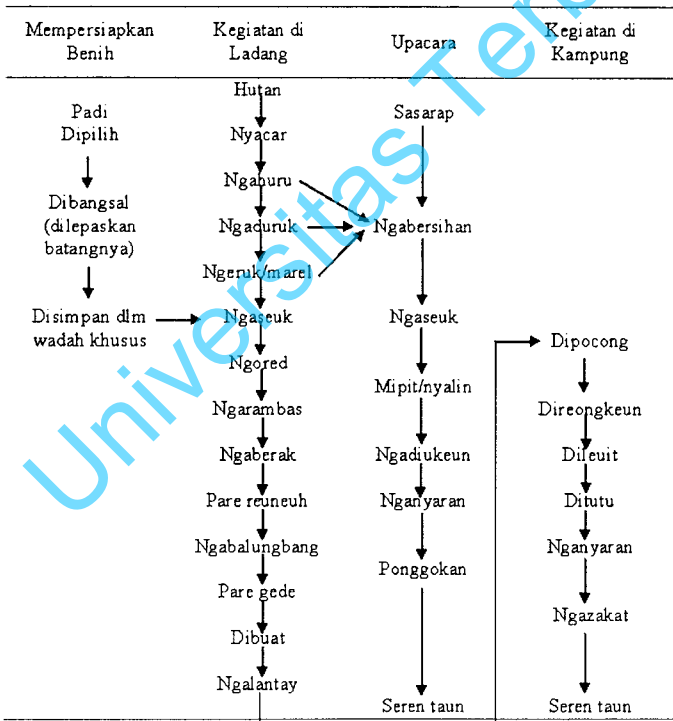 Mempersiapkan
Benih
Kegiatan di
Ladang
Upacara
Kegiatan di
Kampung
Padi
Dipilih
Dibangsal
(dilepaskan
batangnya)
Disimpan dlm
wadah khusus
Hutan
Nyacar
Ngahuru
Ngaduruk
Ngeruk/marel
Ngaseuk
Ngored
Ngarambas
Ngaberak
Pare reuneuh
Ngabalungbang
Pare gede
Dibuat
Ngalantay
Sasarap
Ngabersihan
Ngaseuk
Mipit/nyalin
Ngadiukeun
Nganyaran
Ponggokan
Seren taun
Dipocong
Direongkeun
Dileuit
Ditutu
Nganyaran
Ngazakat
Seren taun
Universitas